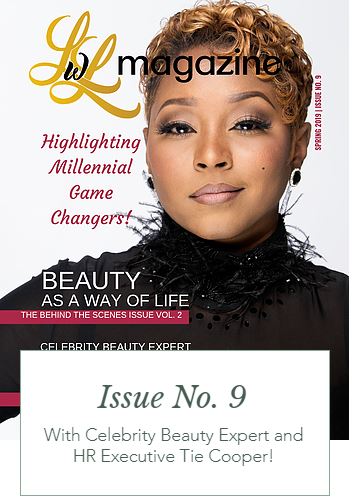 LwL magazine
SPRING 2019 | ISSUE NO. 9
Highlighting
Millennial
Game
Changers!
BEAUTY
AS A WAY OF LIFE
THE BEHIND THE SCENES ISSUE VOL. 2
CELEBRITY BEAUTY EXPERT
Issue No. 9
With Celebrity Beauty Expert and
HR Executive Tie Cooper!